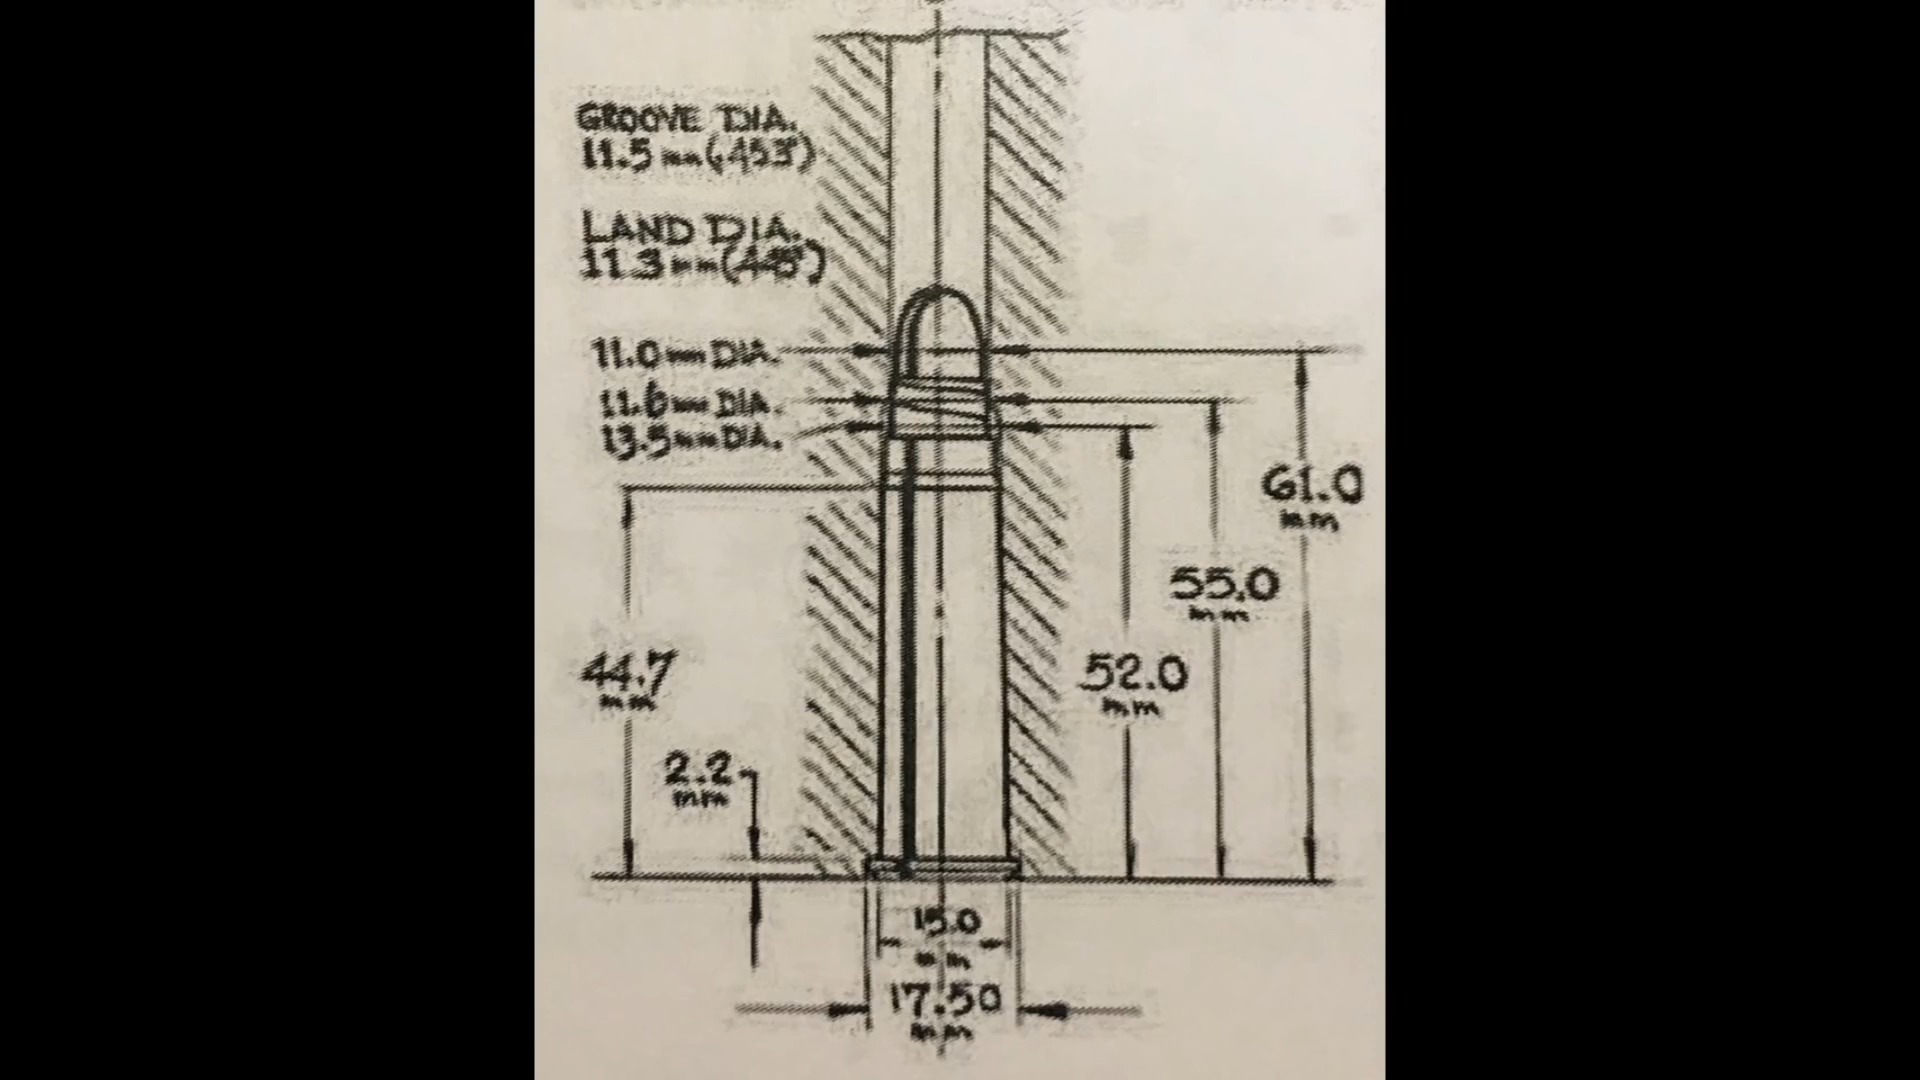 GROOVE DIA.
11.5 mm (.453")
LAND DIA.
11.3 mm (.445")
11.0 mm DIA.
11.6 mm DIA.
13.5 mm DIA.
61.0
mm
55.0
mm
44.7
mm
52.0
mm
2.2
mm
15.0
mm
17.50
mm